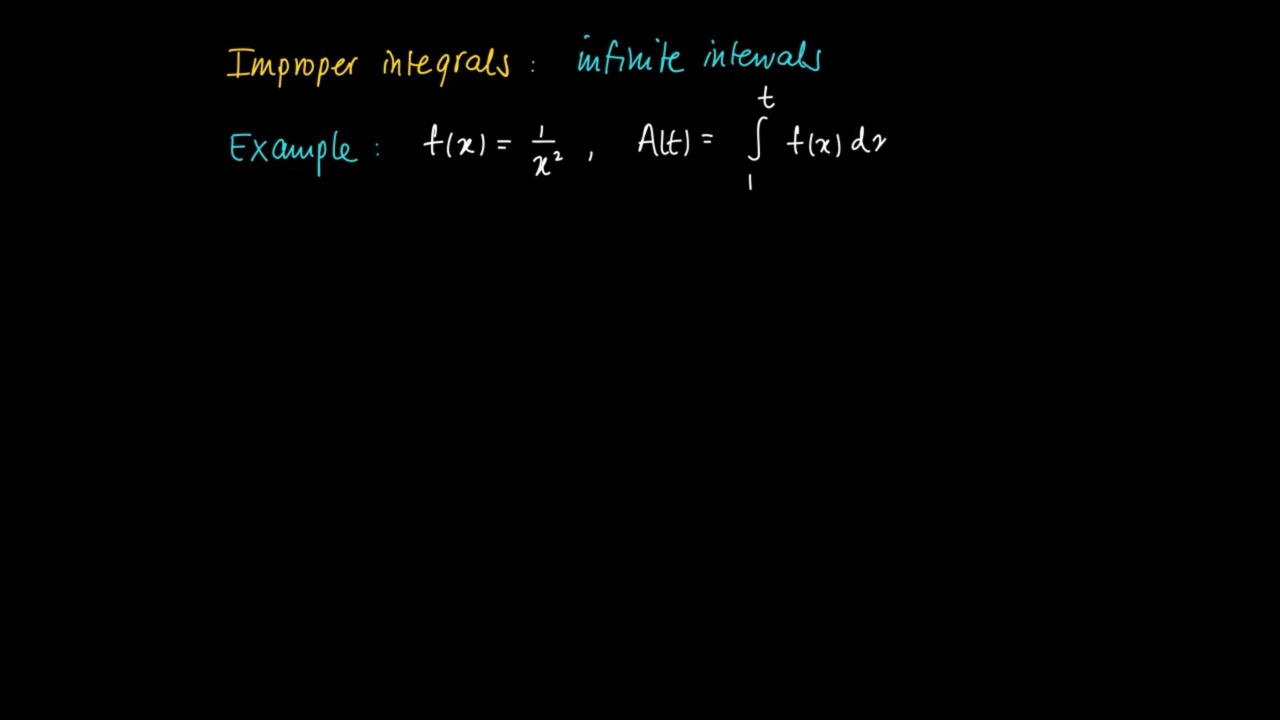 Improper integrals : infinite intervals
Example : f(x) = 1/x² , A(t) = ∫₁ᵗ f(x) dx